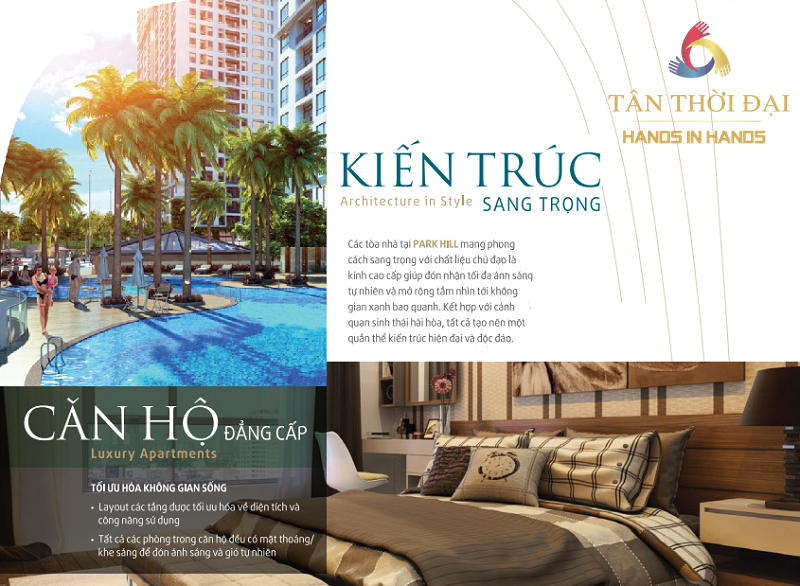 TÂN THỜI ĐẠI
HANDS IN HANDS
KIẾN TRÚC
Architecture in Style SANG TRỌNG
Các tòa nhà tại PARK HILL mang phong
cách sang trọng với chất liệu chủ đạo là
kính cao cấp giúp đón nhận tối đa ánh sáng
tự nhiên và mở rộng tầm nhìn tới không
gian xanh bao quanh. Kết hợp với cảnh
quan sinh thái hài hòa, tất cả tạo nên một
quần thể kiến trúc hiện đại và độc đáo.
CĂN HỘ ĐẲNG CẤP
Luxury Apartments
TỐI ƯU HÓA KHÔNG GIAN SỐNG
• Layout các tầng được tối ưu hóa về diện tích và
công năng sử dụng
• Tất cả các phòng trong căn hộ đều có mặt thoáng/
khe sáng để đón ánh sáng và gió tự nhiên